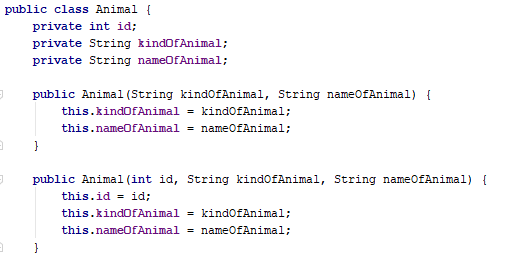 public class Animal {
    private int id;
    private String kindOfAnimal;
    private String nameOfAnimal;

    public Animal(String kindOfAnimal, String nameOfAnimal) {
        this.kindOfAnimal = kindOfAnimal;
        this.nameOfAnimal = nameOfAnimal;
    }

    public Animal(int id, String kindOfAnimal, String nameOfAnimal) {
        this.id = id;
        this.kindOfAnimal = kindOfAnimal;
        this.nameOfAnimal = nameOfAnimal;
    }